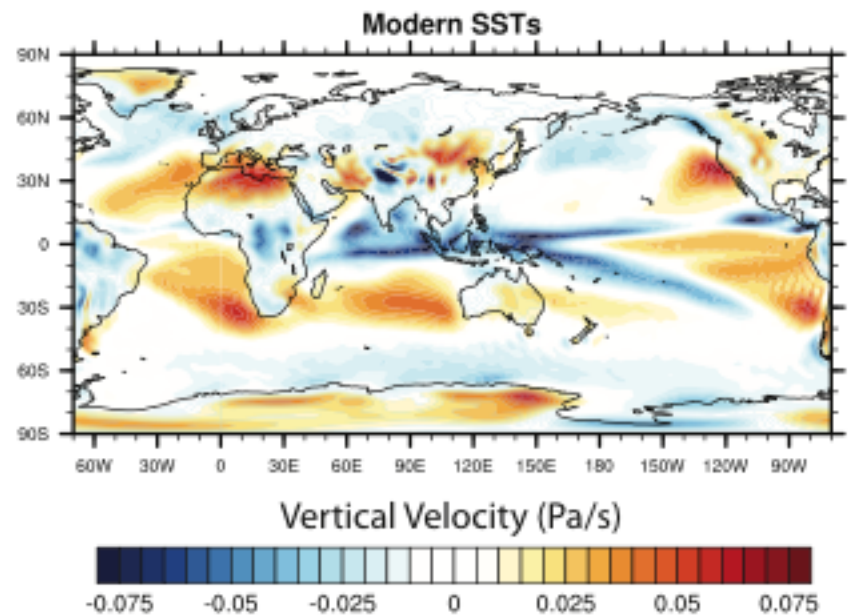 Modern SSTs
90N
60N
30N
0
30S
60S
90S
60W 30W 0 30E 60E 90E 120E 150E 180 150W 120W 90W
Vertical Velocity (Pa/s)
-0.075 -0.05 -0.025 0 0.025 0.05 0.075